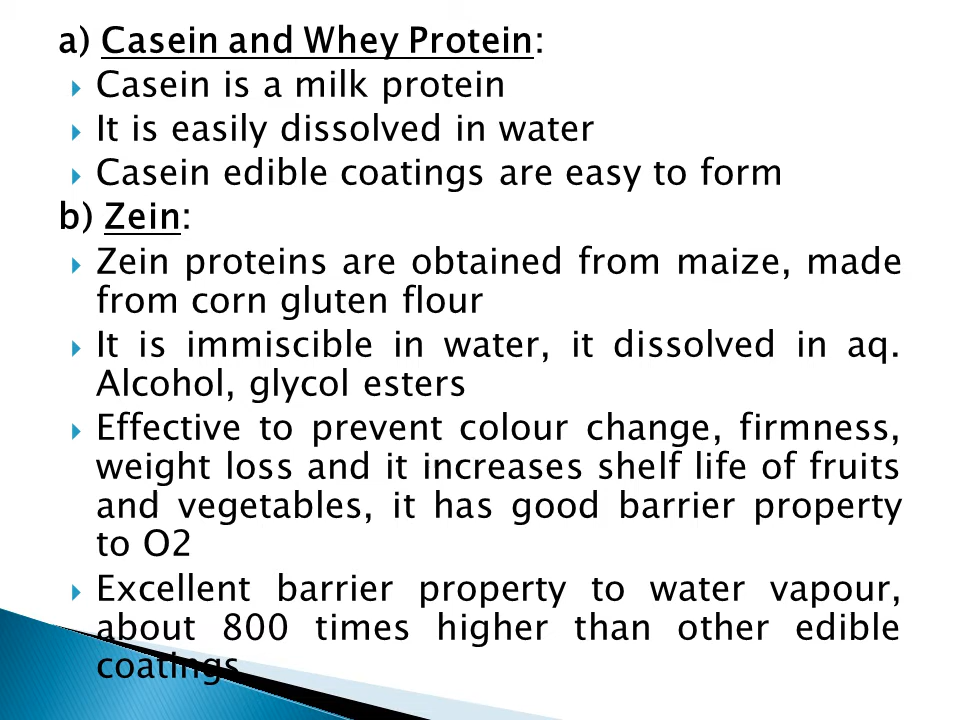 a) Casein and Whey Protein:
Casein is a milk protein
It is easily dissolved in water
Casein edible coatings are easy to form
b) Zein:
Zein proteins are obtained from maize, made
from corn gluten flour
It is immiscible in water, it dissolved in aq.
Alcohol, glycol esters
Effective to prevent colour change, firmness,
weight loss and it increases shelf life of fruits
and vegetables, it has good barrier property
to O2
Excellent barrier property to water vapour,
about 800 times higher than other edible
coatings